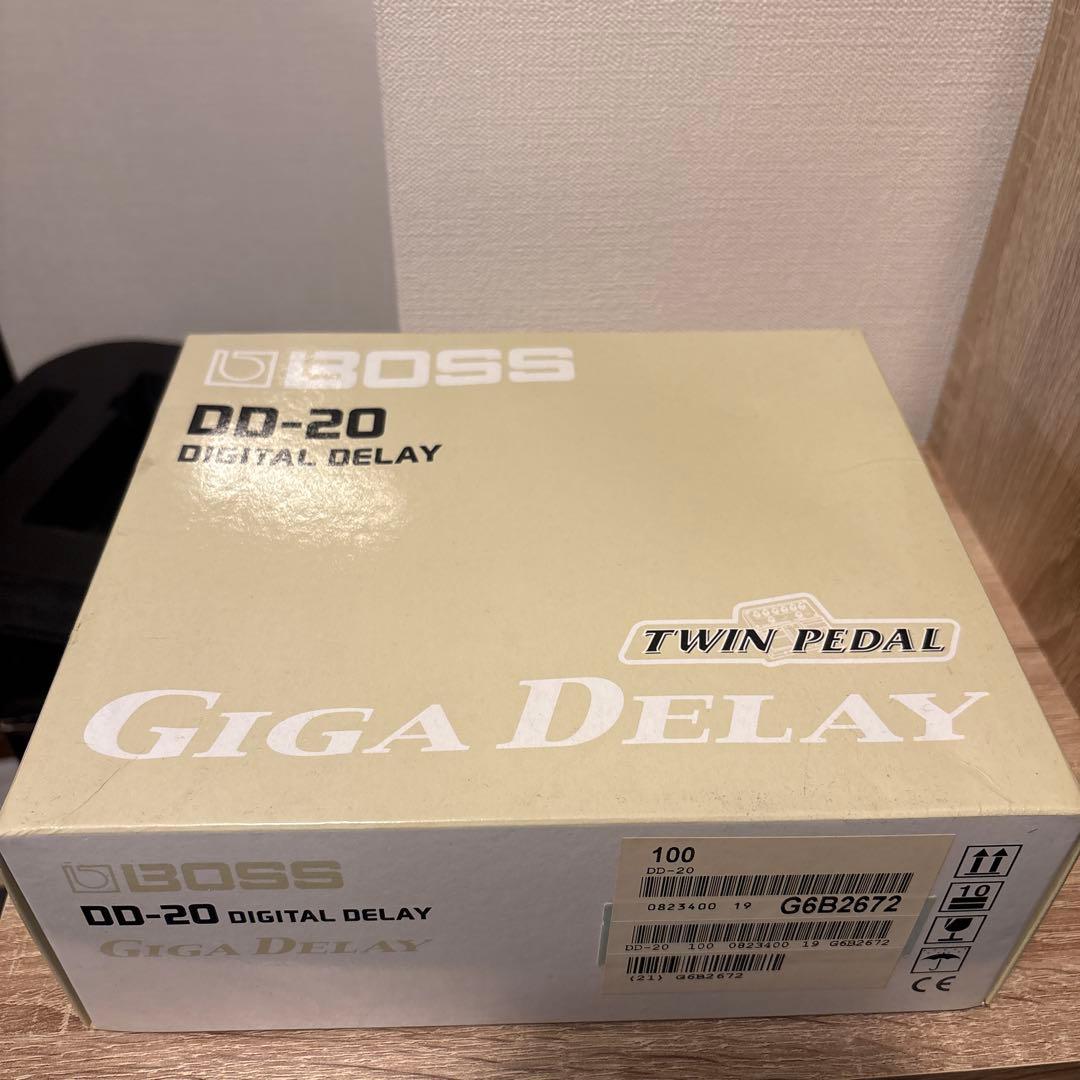 BOSS
DD-20
DIGITAL DELAY
TWIN PEDAL
GIGA DELAY
BOSS
DD-20 DIGITAL DELAY
GIGA DELAY
100
DD-20
0823400 19 G6B2672
DD-20 100 0823400 19 G6B2672
(21) G6B2672
10
CE